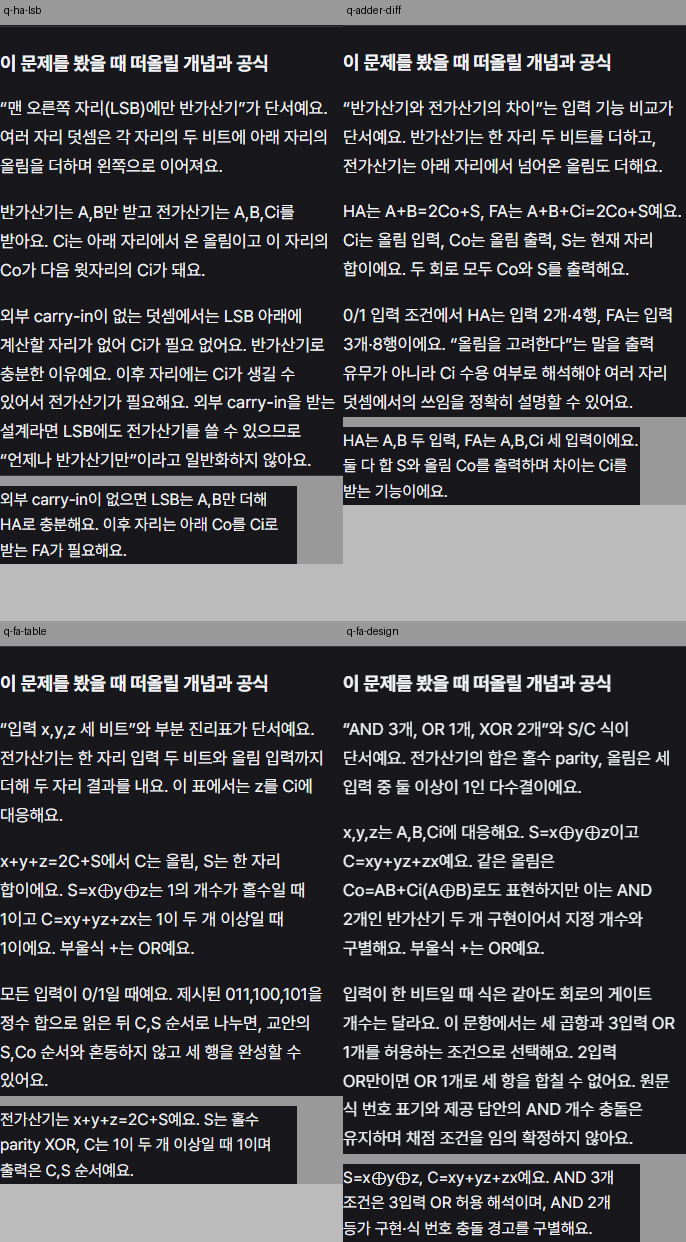 q-ha-lsb
이 문제를 봤을 때 떠올릴 개념과 공식
“맨 오른쪽 자리(LSB)에만 반가산기”가 단서예요.
여러 자리 덧셈은 각 자리의 두 비트에 아래 자리의
올림을 더하며 왼쪽으로 이어져요.
반가산기는 A,B만 받고 전가산기는 A,B,Ci를
받아요. Ci는 아래 자리에서 온 올림이고 이 자리의
Co가 다음 윗자리의 Ci가 돼요.
외부 carry-in이 없는 덧셈에서는 LSB 아래에
계산할 자리가 없어 Ci가 필요 없어요. 반가산기로
충분한 이유예요. 이후 자리에는 Ci가 생길 수
있어서 전가산기가 필요해요. 외부 carry-in을 받는
설계라면 LSB에도 전가산기를 쓸 수 있으므로
“언제나 반가산기만”이라고 일반화하지 않아요.
외부 carry-in이 없으면 LSB는 A,B만 더해
HA로 충분해요. 이후 자리는 아래 Co를 Ci로
받는 FA가 필요해요.
q-adder-diff
이 문제를 봤을 때 떠올릴 개념과 공식
“반가산기와 전가산기의 차이”는 입력 기능 비교가
단서예요. 반가산기는 한 자리 두 비트를 더하고,
전가산기는 아래 자리에서 넘어온 올림도 더해요.
HA는 A+B=2Co+S, FA는 A+B+Ci=2Co+S예요.
Ci는 올림 입력, Co는 올림 출력, S는 현재 자리
합이에요. 두 회로 모두 Co와 S를 출력해요.
0/1 입력 조건에서 HA는 입력 2개·4행, FA는 입력
3개·8행이에요. “올림을 고려한다”는 말을 출력
유무가 아니라 Ci 수용 여부로 해석해야 여러 자리
덧셈에서의 쓰임을 정확히 설명할 수 있어요.
HA는 A,B 두 입력, FA는 A,B,Ci 세 입력이에요.
둘 다 합 S와 올림 Co를 출력하며 차이는 Ci를
받는 기능이에요.
q-fa-table
이 문제를 봤을 때 떠올릴 개념과 공식
“입력 x,y,z 세 비트”와 부분 진리표가 단서예요.
전가산기는 한 자리 입력 두 비트와 올림 입력까지
더해 두 자리 결과를 내요. 이 표에서는 z를 Ci에
대응해요.
x+y+z=2C+S에서 C는 올림, S는 한 자리
합이에요. S=x⊕y⊕z는 1의 개수가 홀수일 때
1이고 C=xy+yz+zx는 1이 두 개 이상일 때
1이에요. 부울식 +는 OR예요.
모든 입력이 0/1일 때예요. 제시된 011,100,101을
정수 합으로 읽은 뒤 C,S 순서로 나누면, 교안의
S,Co 순서와 혼동하지 않고 세 행을 완성할 수
있어요.
전가산기는 x+y+z=2C+S예요. S는 홀수
parity XOR, C는 1이 두 개 이상일 때 1이며
출력은 C,S 순서예요.
q-fa-design
이 문제를 봤을 때 떠올릴 개념과 공식
“AND 3개, OR 1개, XOR 2개”와 S/C 식이
단서예요. 전가산기의 합은 홀수 parity, 올림은 세
입력 중 둘 이상이 1인 다수결이에요.
x,y,z는 A,B,Ci에 대응해요. S=x⊕y⊕z이고
C=xy+yz+zx예요. 같은 올림은
Co=AB+Ci(A⊕B)로도 표현하지만 이는 AND
2개인 반가산기 두 개 구현이어서 지정 개수와
구별해요. 부울식 +는 OR예요.
입력이 한 비트일 때 식은 같아도 회로의 게이트
개수는 달라요. 이 문항에서는 세 곱항과 3입력 OR
1개를 허용하는 조건으로 선택해요. 2입력
OR만이면 OR 1개로 세 항을 합칠 수 없어요. 원문
식 번호 표기와 제공 답안의 AND 개수 충돌은
유지하며 채점 조건을 임의 확정하지 않아요.
S=x⊕y⊕z, C=xy+yz+zx예요. AND 3개
조건은 3입력 OR 허용 해석이며, AND 2개
등가 구현·식 번호 충돌 경고를 구별해요.